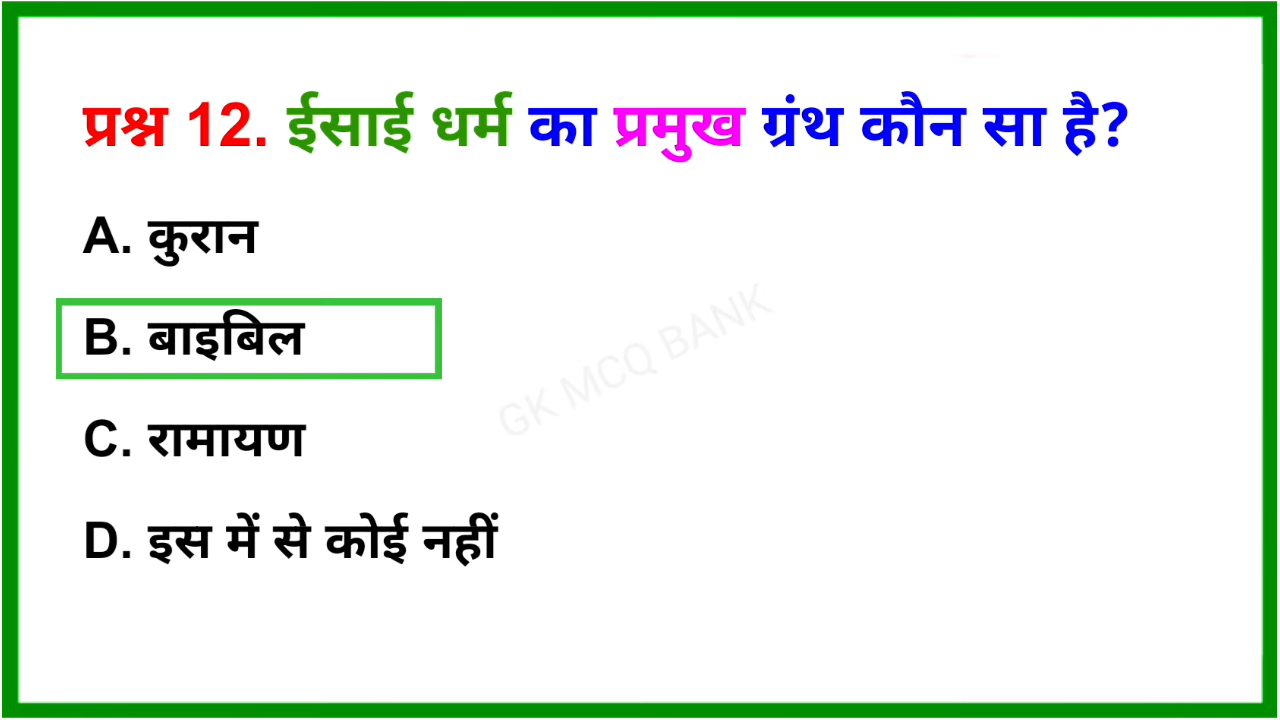 प्रश्न 12. ईसाई धर्म का प्रमुख ग्रंथ कौन सा है?
A. कुरान
B. बाइबिल
GK MCQ BANK
C. रामायण
D. इस में से कोई नहीं